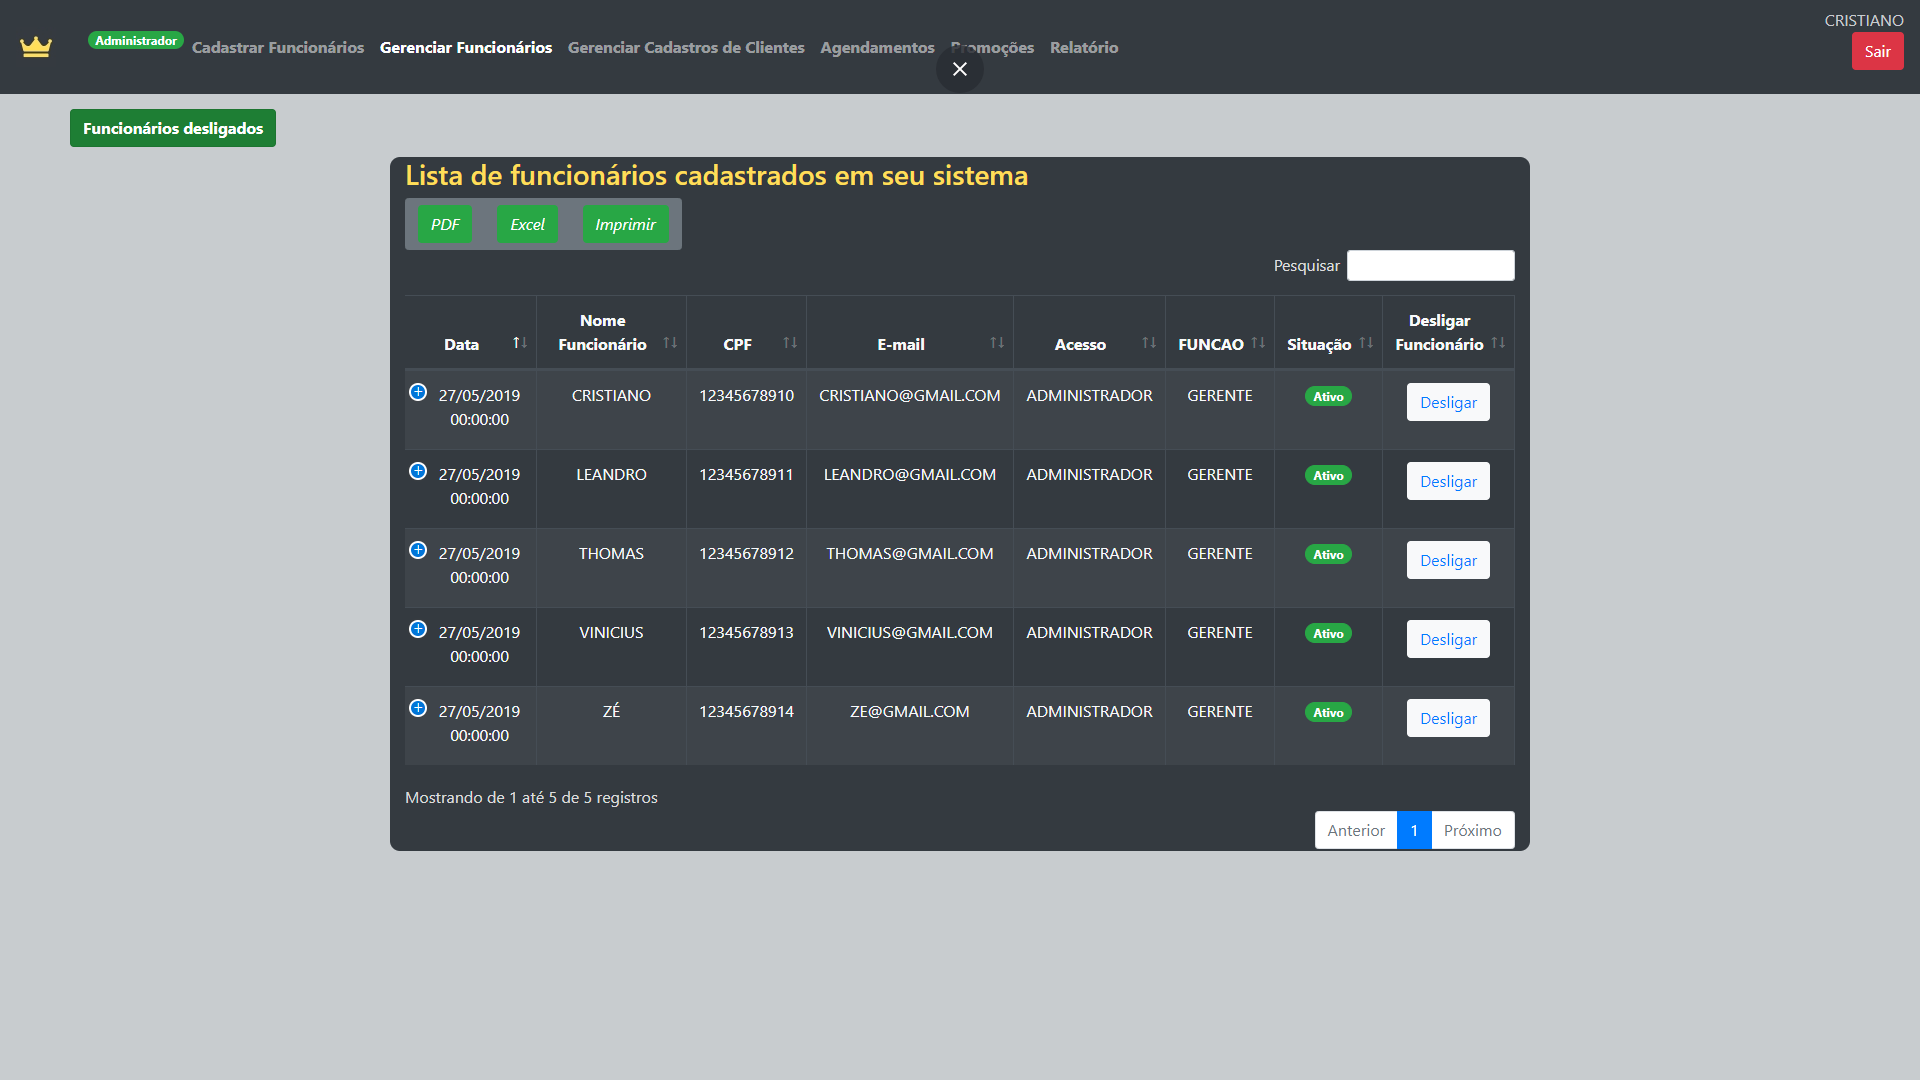 Administrador Cadastrar Funcionários Gerenciar Funcionários Gerenciar Cadastros de Clientes Agendamentos Promoções Relatório
CRISTIANO
Sair
Funcionários desligados
Lista de funcionários cadastrados em seu sistema
PDF Excel Imprimir
Pesquisar
Data Nome Funcionário CPF E-mail Acesso FUNCAO Situação Desligar Funcionário
27/05/2019 00:00:00 CRISTIANO 12345678910 CRISTIANO@GMAIL.COM ADMINISTRADOR GERENTE Ativo Desligar
27/05/2019 00:00:00 LEANDRO 12345678911 LEANDRO@GMAIL.COM ADMINISTRADOR GERENTE Ativo Desligar
27/05/2019 00:00:00 THOMAS 12345678912 THOMAS@GMAIL.COM ADMINISTRADOR GERENTE Ativo Desligar
27/05/2019 00:00:00 VINICIUS 12345678913 VINICIUS@GMAIL.COM ADMINISTRADOR GERENTE Ativo Desligar
27/05/2019 00:00:00 ZÉ 12345678914 ZE@GMAIL.COM ADMINISTRADOR GERENTE Ativo Desligar
Mostrando de 1 até 5 de 5 registros
Anterior 1 Próximo